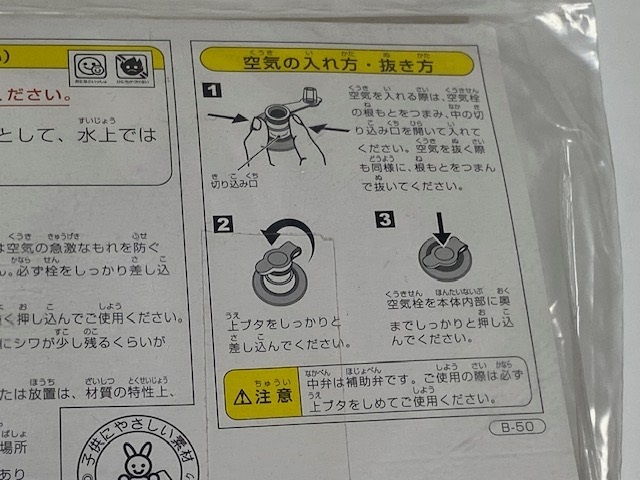 ください。
として、水上では
空気の急激なもれを防ぐ
ん。必ず栓をしっかり差し込
く押し込んでご使用ください。
にシワが少し残るくらいが
たは放置は、材質の特性上、
場所
あり
子供にやさしい素材
空気の入れ方・抜き方
1
空気を入れる際は、空気栓
の根もとをつまみ、中の切
り込み口を開いて入れて
ください。空気を抜く際
も同様に、根もとをつまん
で抜いてください。
切り込み口
2
上ブタをしっかりと
差し込んでください。
3
空気栓を本体内部に奥
までしっかりと押し込
んでください。
注意
中弁は補助弁です。ご使用の際は必ず
上ブタをしめてご使用ください。
B-50